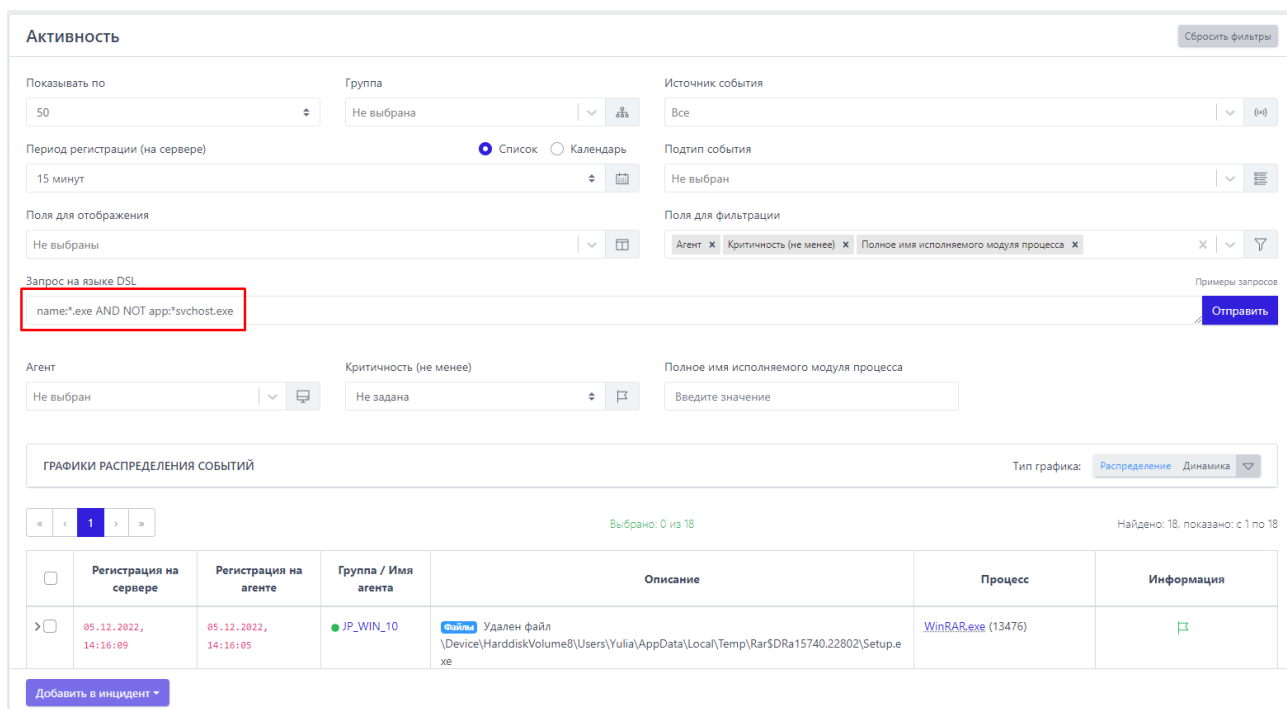 Активность
Сбросить фильтры
Показывать по
Группа
Источник события
50
Не выбрана
Все
Период регистрации (на сервере)
Список
Календарь
Подтип события
15 минут
Не выбран
Поля для отображения
Поля для фильтрации
Не выбраны
Агент x Критичность (не менее) x Полное имя исполняемого модуля процесса x
Запрос на языке DSL
Примеры запросов
name:*.exe AND NOT app:*svchost.exe
Отправить
Агент
Критичность (не менее)
Полное имя исполняемого модуля процесса
Не выбран
Не задана
Введите значение
ГРАФИКИ РАСПРЕДЕЛЕНИЯ СОБЫТИЙ
Тип графика:
Распределение
Динамика
« ‹ 1 › »
Выбрано: 0 из 18
Найдено: 18, показано: с 1 по 18
Регистрация на
сервере
Регистрация на
агенте
Группа / Имя
агента
Описание
Процесс
Информация
05.12.2022,
14:16:09
05.12.2022,
14:16:05
JP_WIN_10
Файлы Удален файл
\Device\HarddiskVolume8\Users\Yulia\AppData\Local\Temp\Rar$DRa15740.22802\Setup.e
xe
WinRAR.exe (13476)
Добавить в инцидент